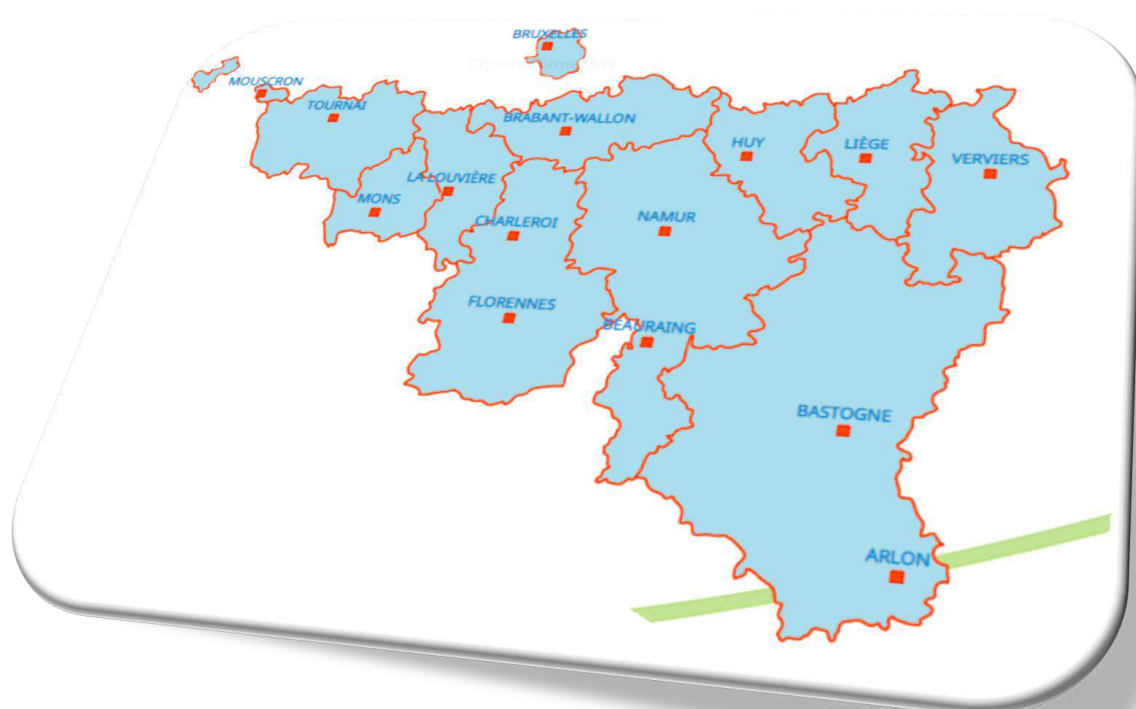 BRUXELLES
MOUSCRON
TOURNAI
BRABANT-WALLON
HUY
LIÈGE
VERVIERS
LA LOUVIÈRE
MONS
CHARLEROI
NAMUR
FLORENNES
BEAURAING
BASTOGNE
ARLON